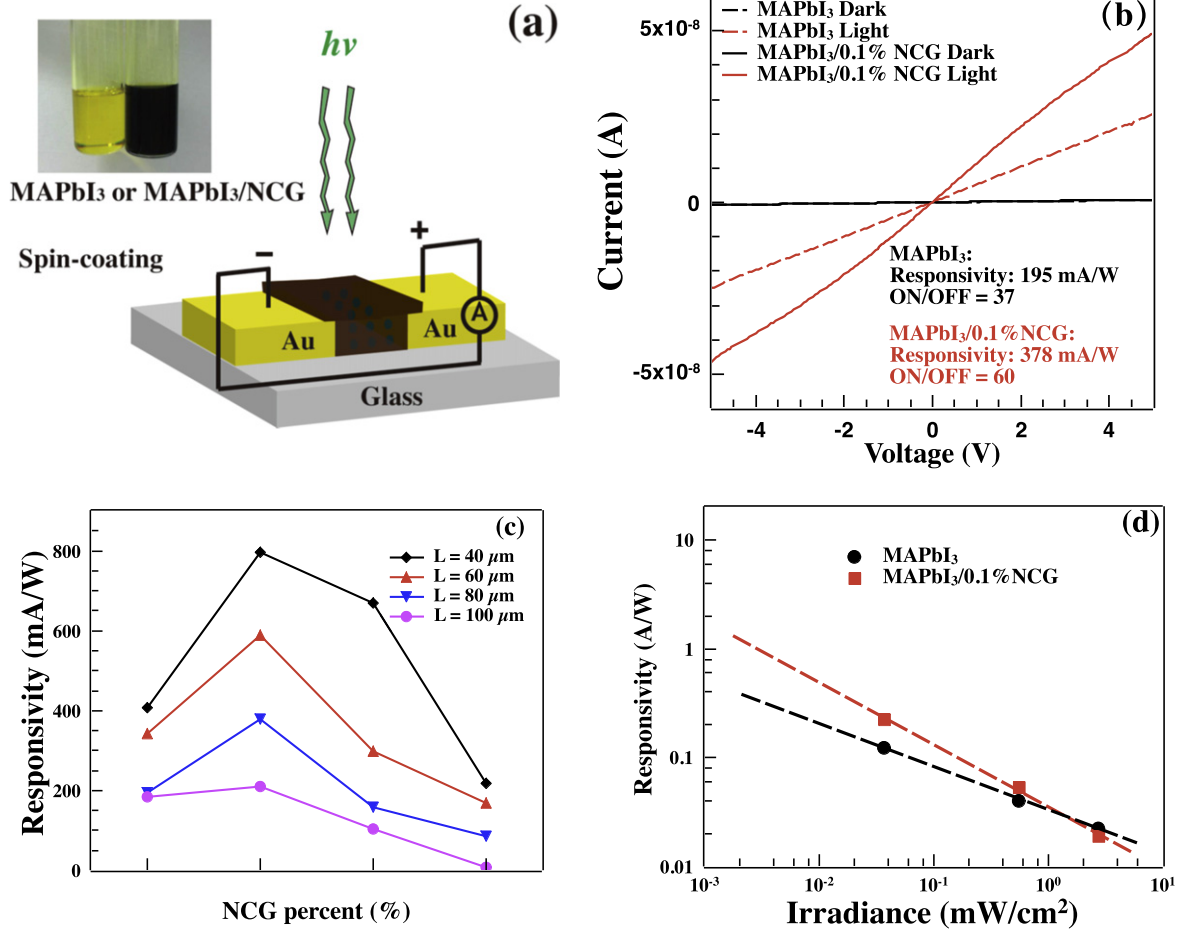 (a)
hν
MAPbI₃ or MAPbI₃/NCG
Spin-coating
−
+
A
Au
Au
Glass
(b)
MAPbI₃ Dark
MAPbI₃ Light
MAPbI₃/0.1% NCG Dark
MAPbI₃/0.1% NCG Light
5x10⁻⁸
0
-5x10⁻⁸
Current (A)
MAPbI₃:
Responsivity: 195 mA/W
ON/OFF = 37
MAPbI₃/0.1%NCG:
Responsivity: 378 mA/W
ON/OFF = 60
-4 -2 0 2 4
Voltage (V)
(c)
L = 40 μm
L = 60 μm
L = 80 μm
L = 100 μm
800
600
400
200
0
Responsivity (mA/W)
NCG percent (%)
(d)
MAPbI₃
MAPbI₃/0.1%NCG
10
1
0.1
0.01
Responsivity (A/W)
10⁻³ 10⁻² 10⁻¹ 10⁰ 10¹
Irradiance (mW/cm²)